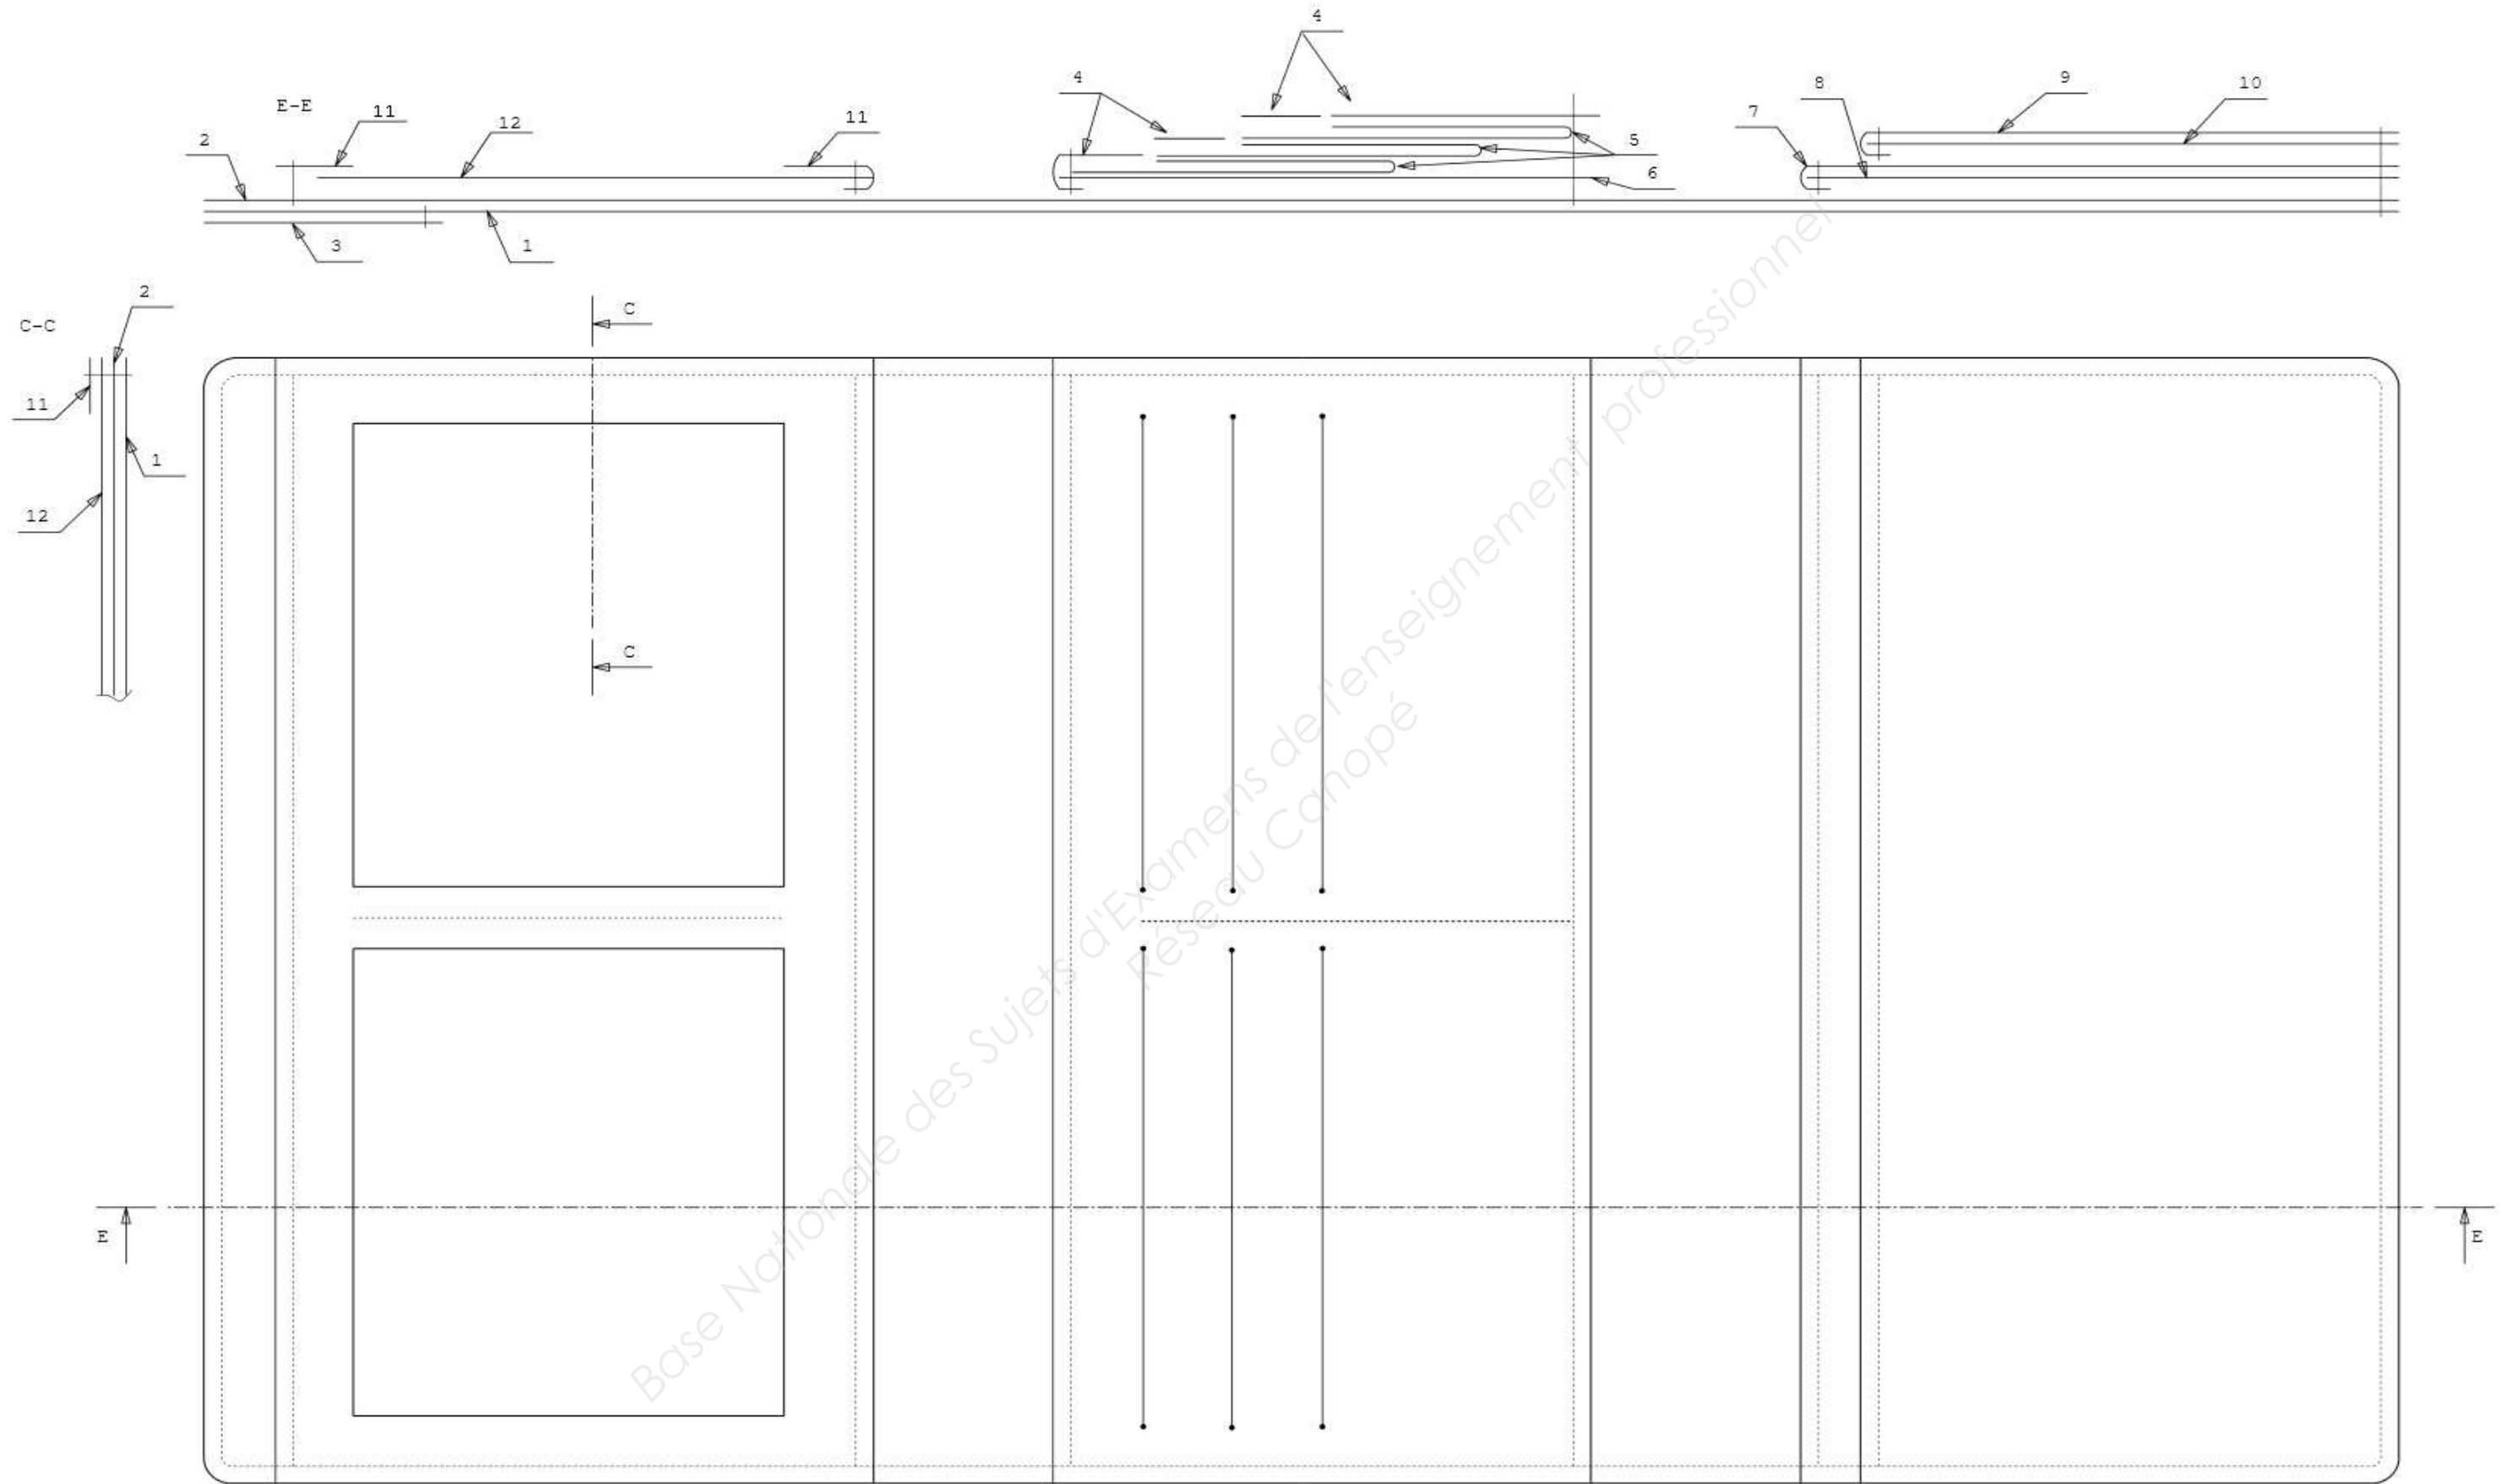 4
4
E-E
11
12
11
2
5
6
7
8
9
10
3
1
2
C-C
C
11
1
12
C
E
E
Base Nationale des Sujets d'Examens de l'enseignement professionnel
Réseau Canopé